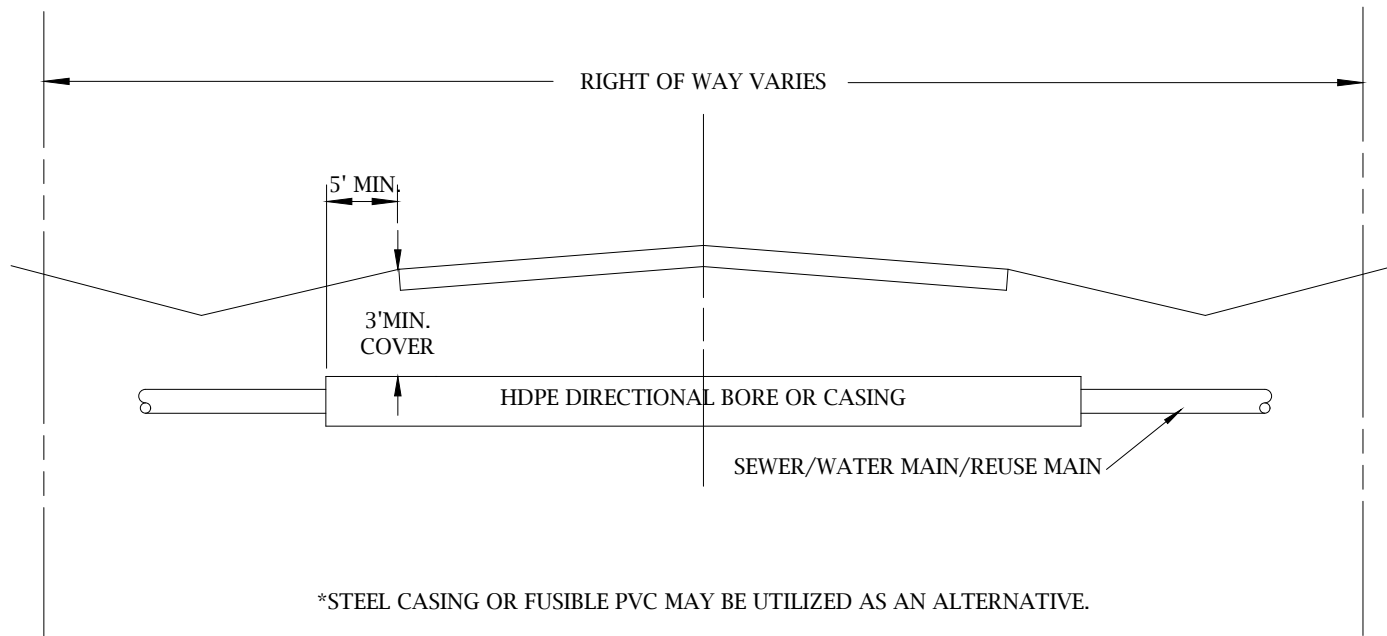 RIGHT OF WAY VARIES
5' MIN.
3'MIN.
COVER
HDPE DIRECTIONAL BORE OR CASING
SEWER/WATER MAIN/REUSE MAIN
*STEEL CASING OR FUSIBLE PVC MAY BE UTILIZED AS AN ALTERNATIVE.